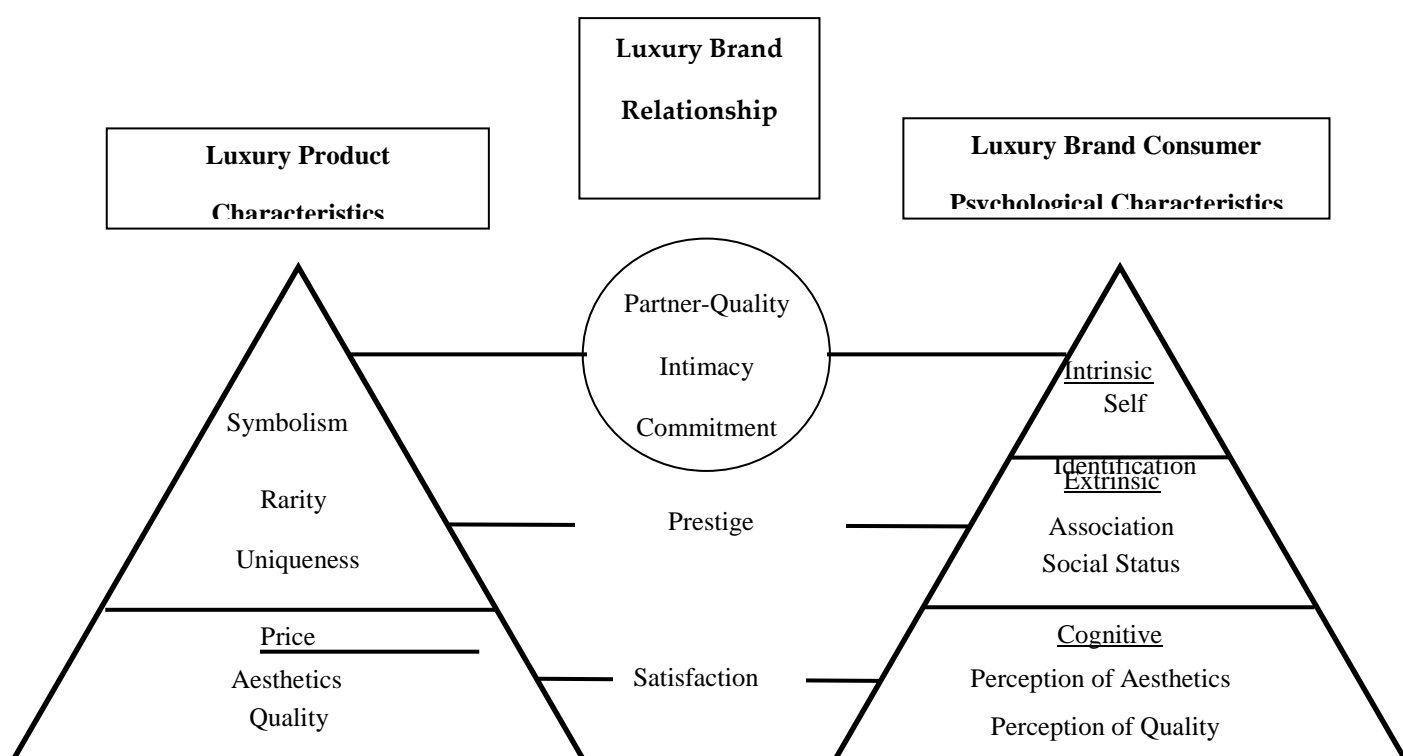 Luxury Brand
Relationship
Luxury Product
Characteristics
Luxury Brand Consumer
Psychological Characteristics
Partner-Quality
Intimacy
Commitment
Symbolism
Rarity
Uniqueness
Price
Aesthetics
Quality
Prestige
Satisfaction
Intrinsic
Self
Identification
Extrinsic
Association
Social Status
Cognitive
Perception of Aesthetics
Perception of Quality